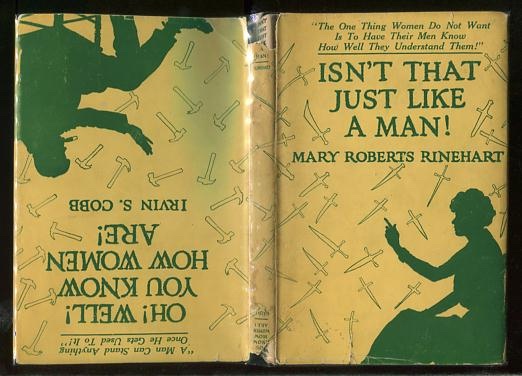 "The One Thing Women Do Not Want
Is To Have Their Men Know
How Well They Understand Them!"
ISN'T THAT
JUST LIKE
A MAN!
MARY ROBERTS RINEHART
"A Man Can Stand Anything
Once He Gets Used To It!"
OH! WELL!
YOU KNOW
HOW WOMEN
ARE!
IRVIN S. COBB